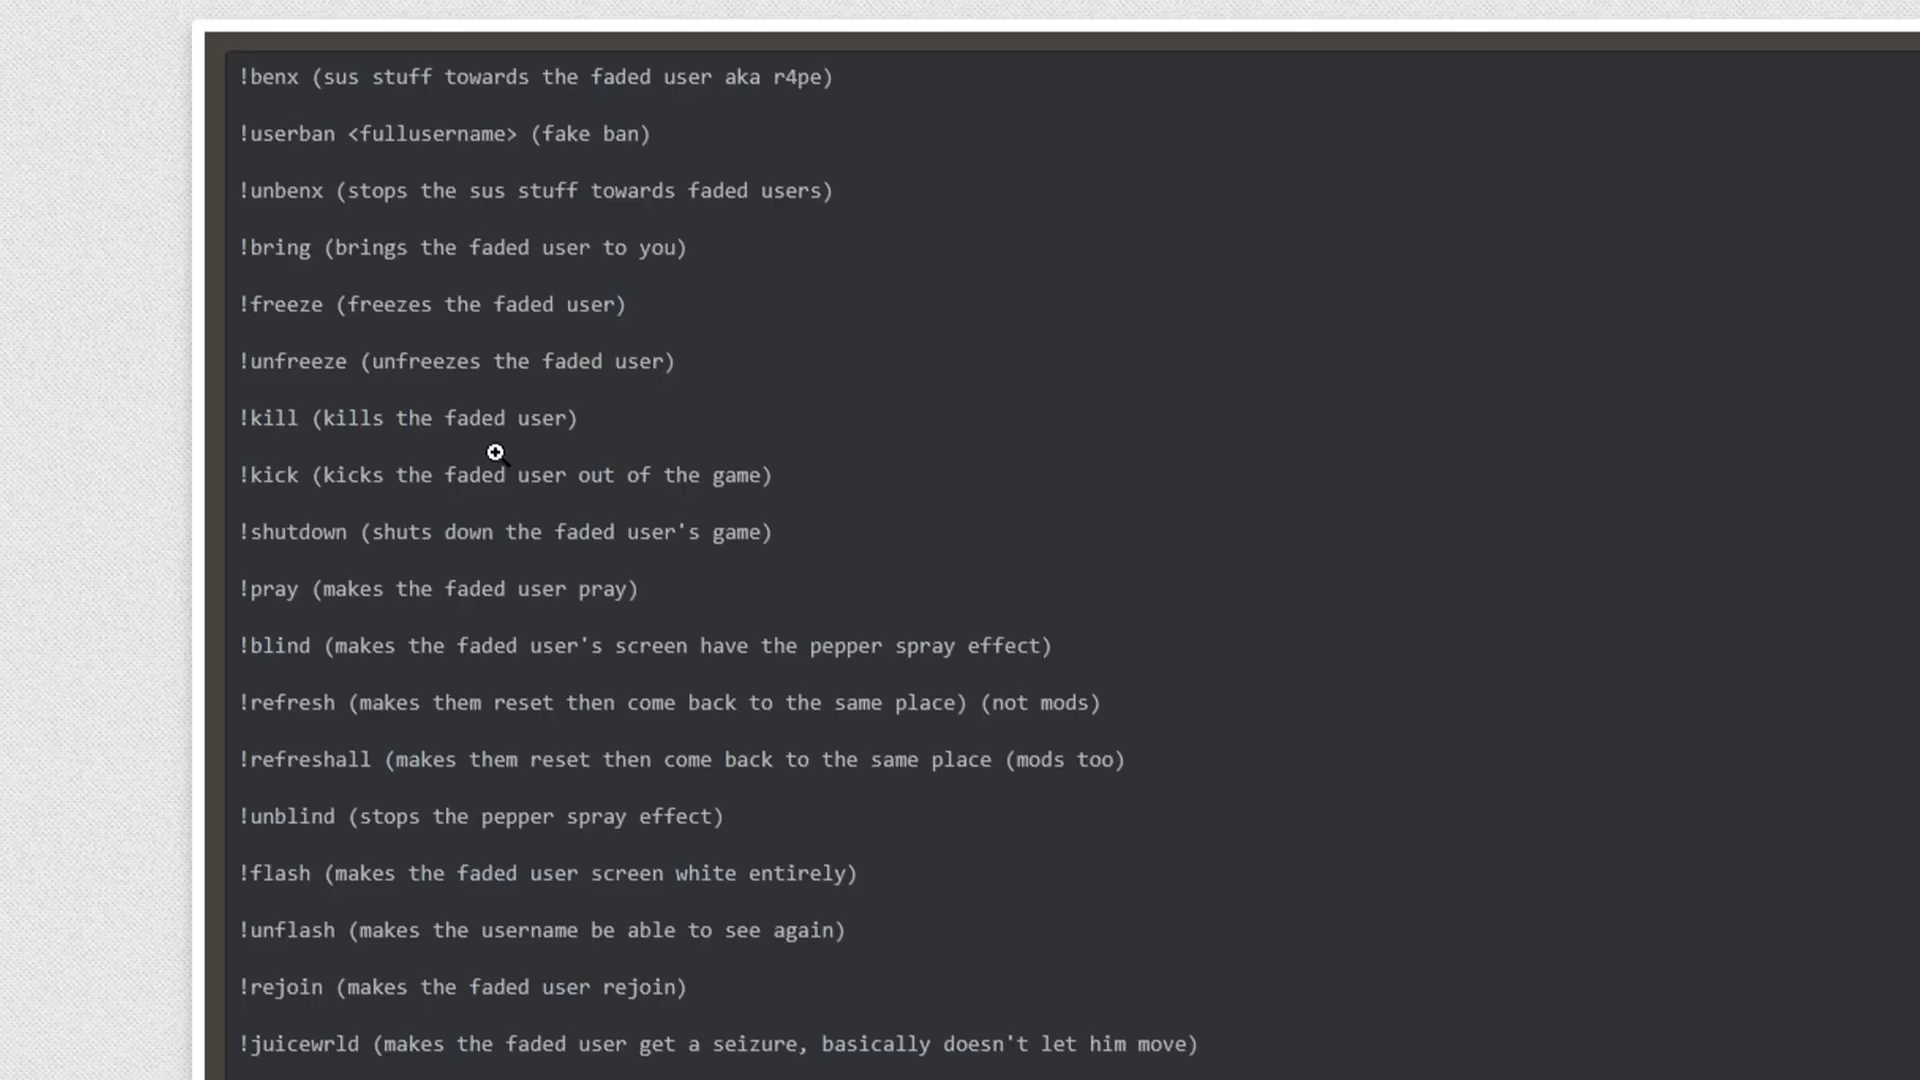 !benx (sus stuff towards the faded user aka r4pe)
!userban <fullusername> (fake ban)
!unbenx (stops the sus stuff towards faded users)
!bring (brings the faded user to you)
!freeze (freezes the faded user)
!unfreeze (unfreezes the faded user)
!kill (kills the faded user)
!kick (kicks the faded user out of the game)
!shutdown (shuts down the faded user's game)
!pray (makes the faded user pray)
!blind (makes the faded user's screen have the pepper spray effect)
!refresh (makes them reset then come back to the same place) (not mods)
!refreshall (makes them reset then come back to the same place (mods too)
!unblind (stops the pepper spray effect)
!flash (makes the faded user screen white entirely)
!unflash (makes the username be able to see again)
!rejoin (makes the faded user rejoin)
!juicewrld (makes the faded user get a seizure, basically doesn't let him move)